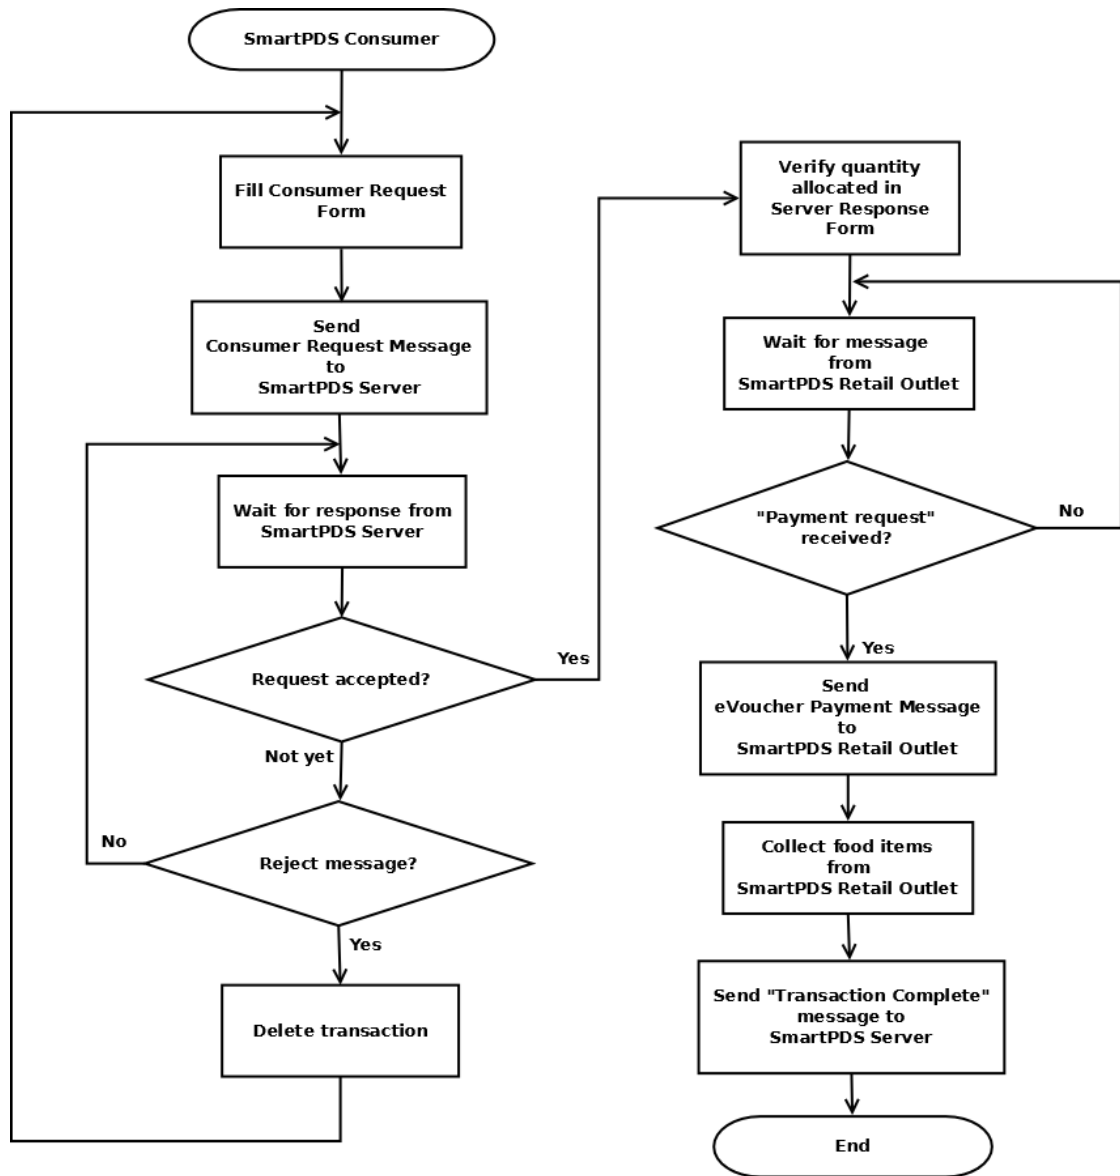 SmartPDS Consumer
Fill Consumer Request
Form
Send
Consumer Request Message
to
SmartPDS Server
Wait for response from
SmartPDS Server
Request accepted?
Yes
Not yet
Reject message?
No
Yes
Delete transaction
Verify quantity
allocated in
Server Response
Form
Wait for message
from
SmartPDS Retail Outlet
"Payment request"
received?
No
Yes
Send
eVoucher Payment Message
to
SmartPDS Retail Outlet
Collect food items
from
SmartPDS Retail Outlet
Send "Transaction Complete"
message to
SmartPDS Server
End